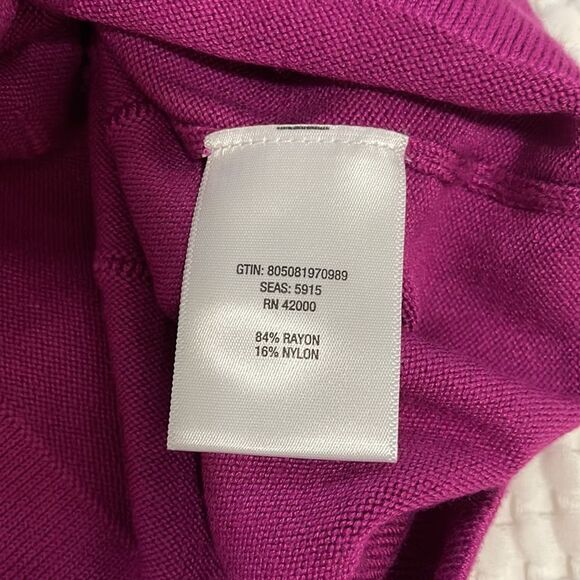 GTIN: 805081970989
SEAS: 5915
RN 42000
84% RAYON
16% NYLON